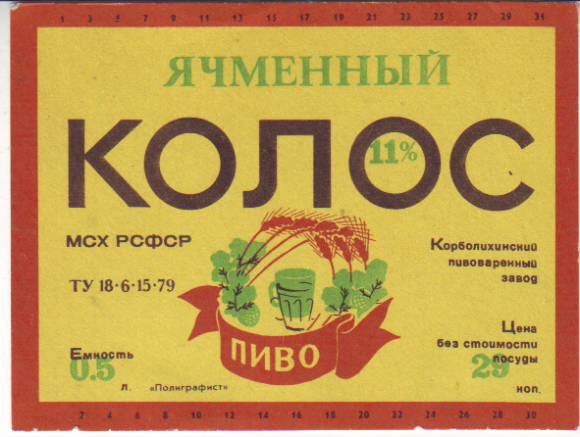 1 3 5 7 9 11 13 15 17 19 21 23 25 27 29 31
ЯЧМЕННЫЙ
КОЛОС
11%
МСХ РСФСР
ТУ 18·6·15·79
Корболихинский
пивоваренный
завод
Емкость
0.5
л.
«Полиграфист»
ПИВО
Цена
без стоимости
посуды
29
коп.
2 4 6 8 10 12 14 16 18 20 22 24 26 28 30